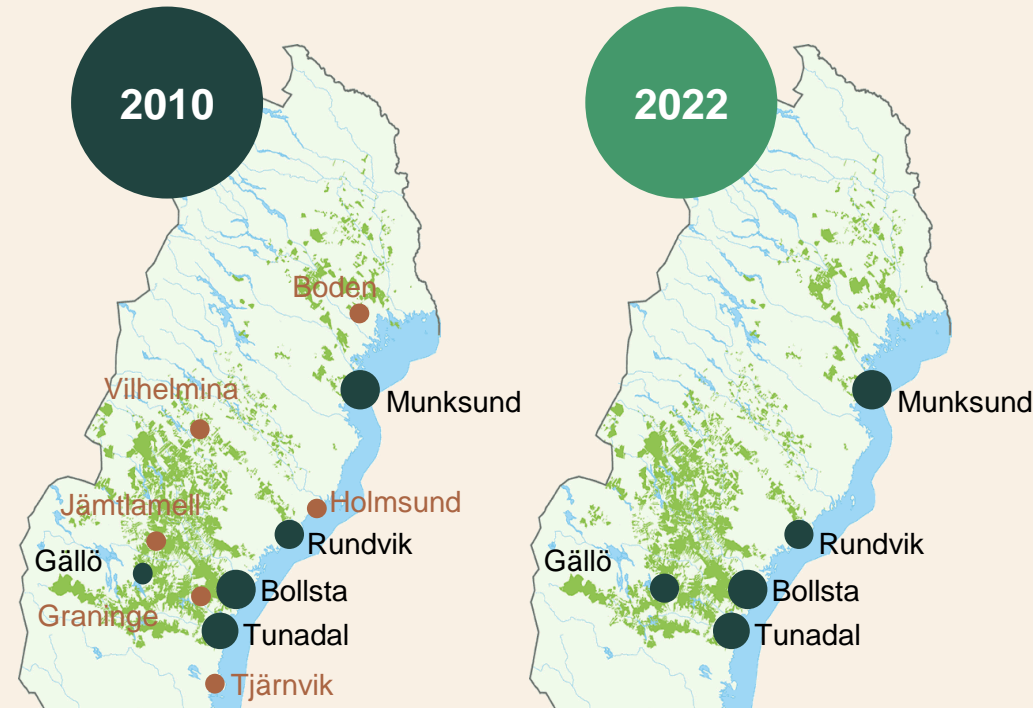 2010
Boden
Vilhelmina
Munksund
Jämtlamell
Holmsund
Gällö
Rundvik
Graninge
Bollsta
Tunadal
Tjärnvik
2022
Munksund
Gällö
Rundvik
Bollsta
Tunadal